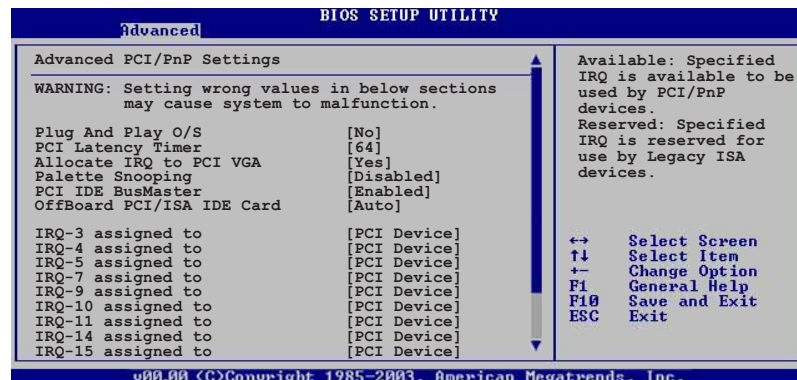 BIOS SETUP UTILITY
Advanced
Advanced PCI/PnP Settings
WARNING: Setting wrong values in below sections
may cause system to malfunction.
Plug And Play O/S [No]
PCI Latency Timer [64]
Allocate IRQ to PCI VGA [Yes]
Palette Snooping [Disabled]
PCI IDE BusMaster [Enabled]
OffBoard PCI/ISA IDE Card [Auto]
IRQ-3 assigned to [PCI Device]
IRQ-4 assigned to [PCI Device]
IRQ-5 assigned to [PCI Device]
IRQ-7 assigned to [PCI Device]
IRQ-9 assigned to [PCI Device]
IRQ-10 assigned to [PCI Device]
IRQ-11 assigned to [PCI Device]
IRQ-14 assigned to [PCI Device]
IRQ-15 assigned to [PCI Device]
Available: Specified
IRQ is available to be
used by PCI/PnP
devices.
Reserved: Specified
IRQ is reserved for
use by Legacy ISA
devices.
↔ Select Screen
↑↓ Select Item
+- Change Option
F1 General Help
F10 Save and Exit
ESC Exit
v00.00 (C)Copyright 1985-2003, American Megatrends, Inc.